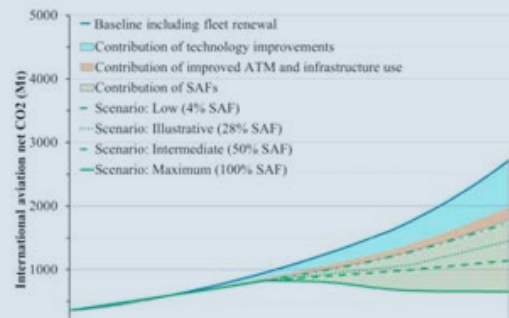 International aviation net CO2 (Mt)
5000
4000
3000
2000
1000
Baseline including fleet renewal
Contribution of technology improvements
Contribution of improved ATM and infrastructure use
Contribution of SAFs
Scenario: Low (4% SAF)
Scenario: Illustrative (28% SAF)
Scenario: Intermediate (50% SAF)
Scenario: Maximum (100% SAF)